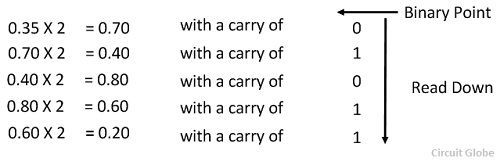 Binary Point
0.35 X 2 = 0.70 with a carry of 0
0.70 X 2 = 0.40 with a carry of 1
0.40 X 2 = 0.80 with a carry of 0
Read Down
0.80 X 2 = 0.60 with a carry of 1
0.60 X 2 = 0.20 with a carry of 1
Circuit Globe